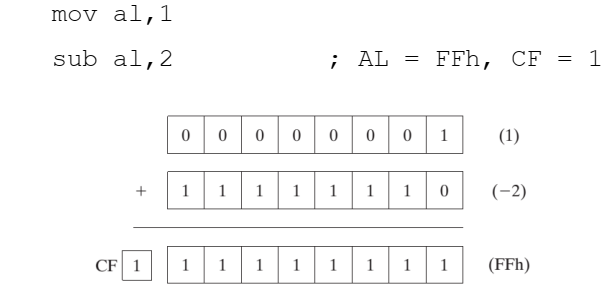 mov al,1
sub al,2 ; AL = FFh, CF = 1
0 0 0 0 0 0 0 1 (1)
+ 1 1 1 1 1 1 1 0 (−2)
CF 1 1 1 1 1 1 1 1 1 (FFh)